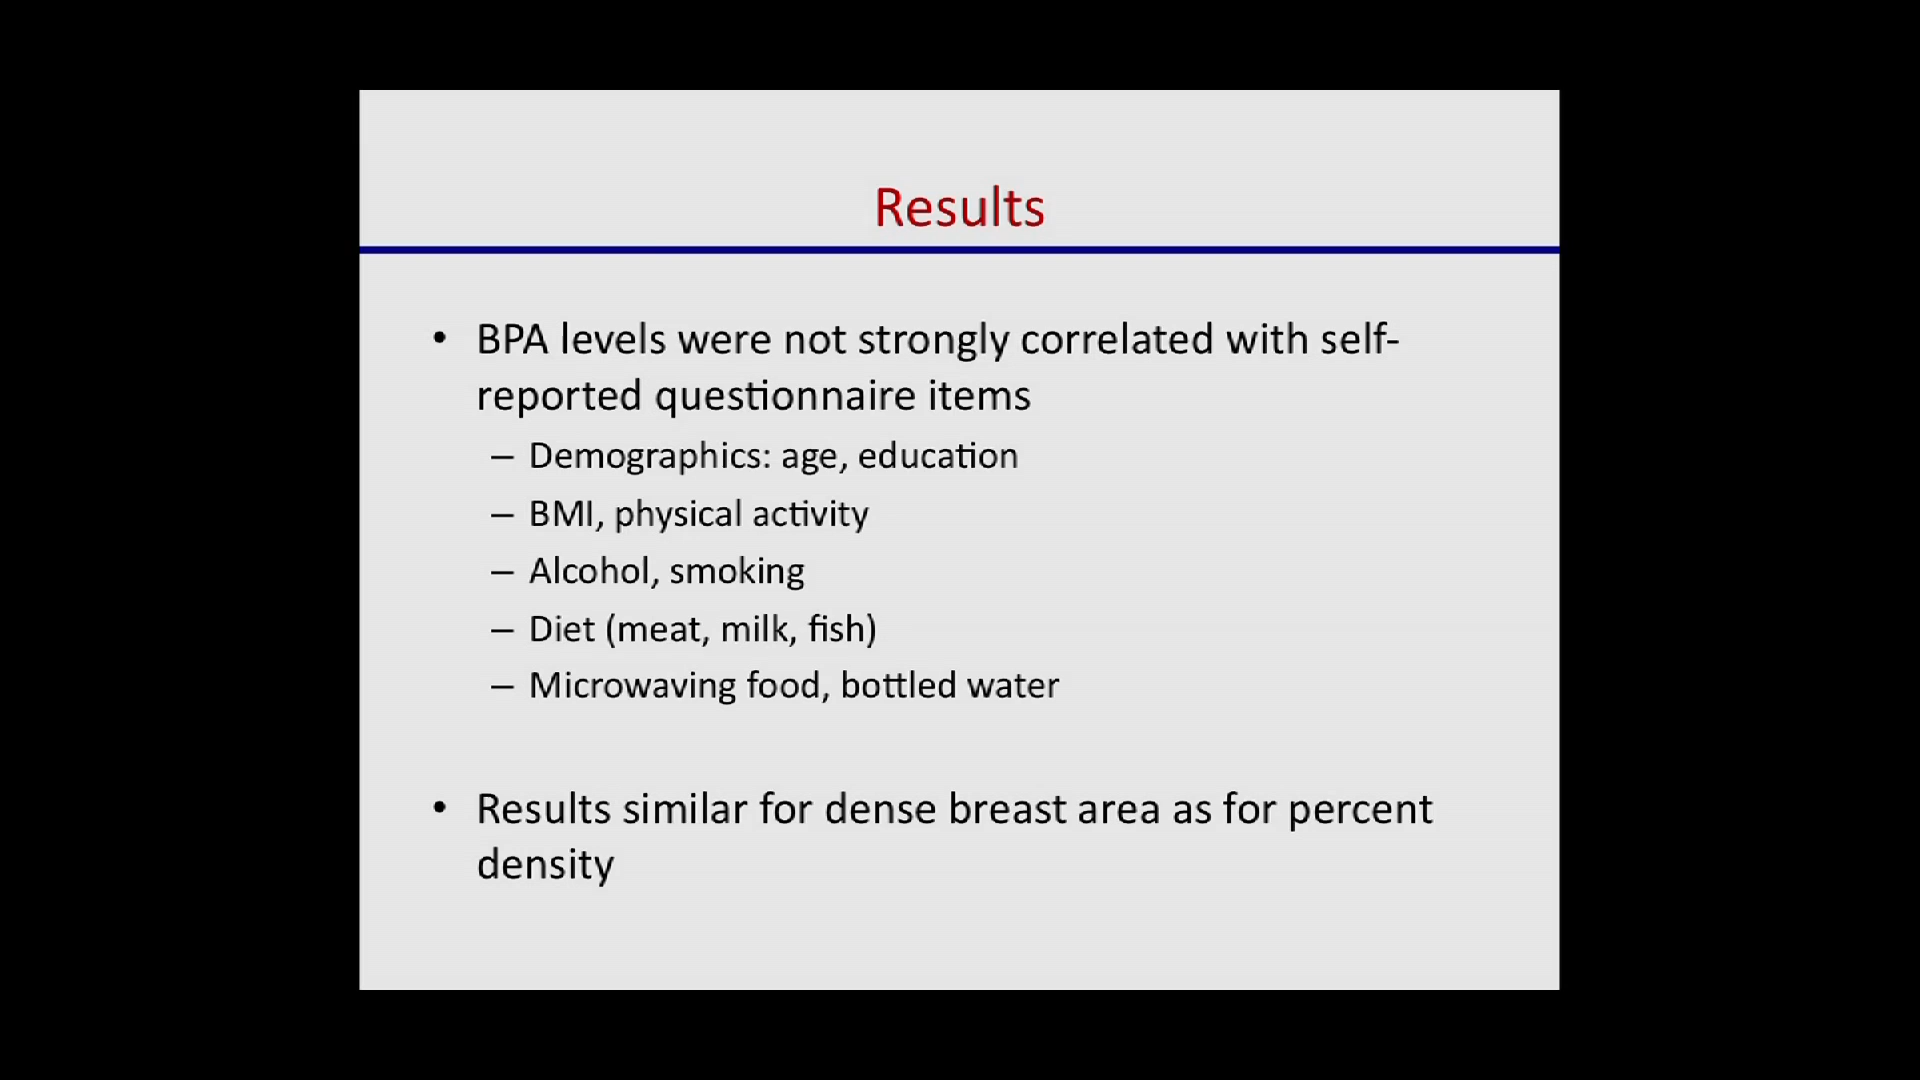 Results
• BPA levels were not strongly correlated with self-
reported questionnaire items
– Demographics: age, education
– BMI, physical activity
– Alcohol, smoking
– Diet (meat, milk, fish)
– Microwaving food, bottled water
• Results similar for dense breast area as for percent
density